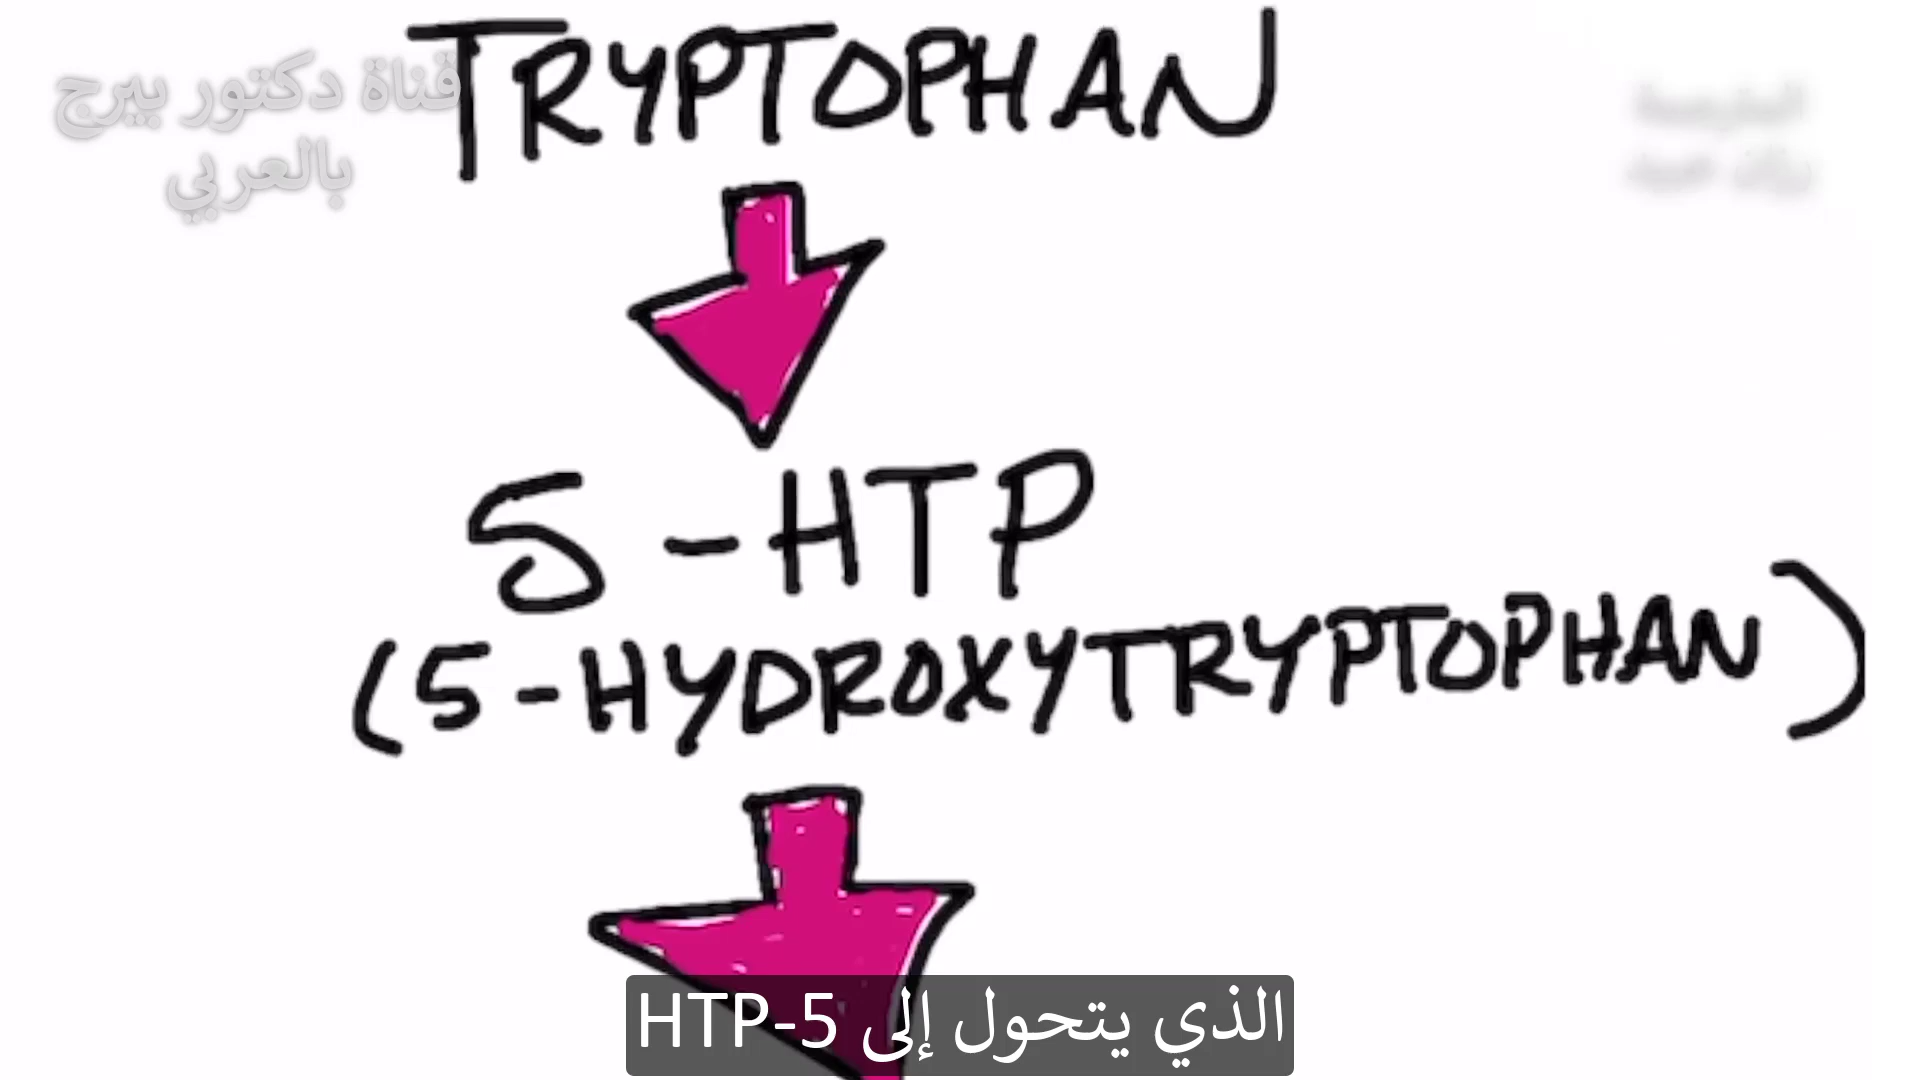 TRYPTOPHAN
قناة دكتور بيرج
بالعربي
5-HTP
(5-HYDROXYTRYPTOPHAN)
الذي يتحول إلى 5-HTP